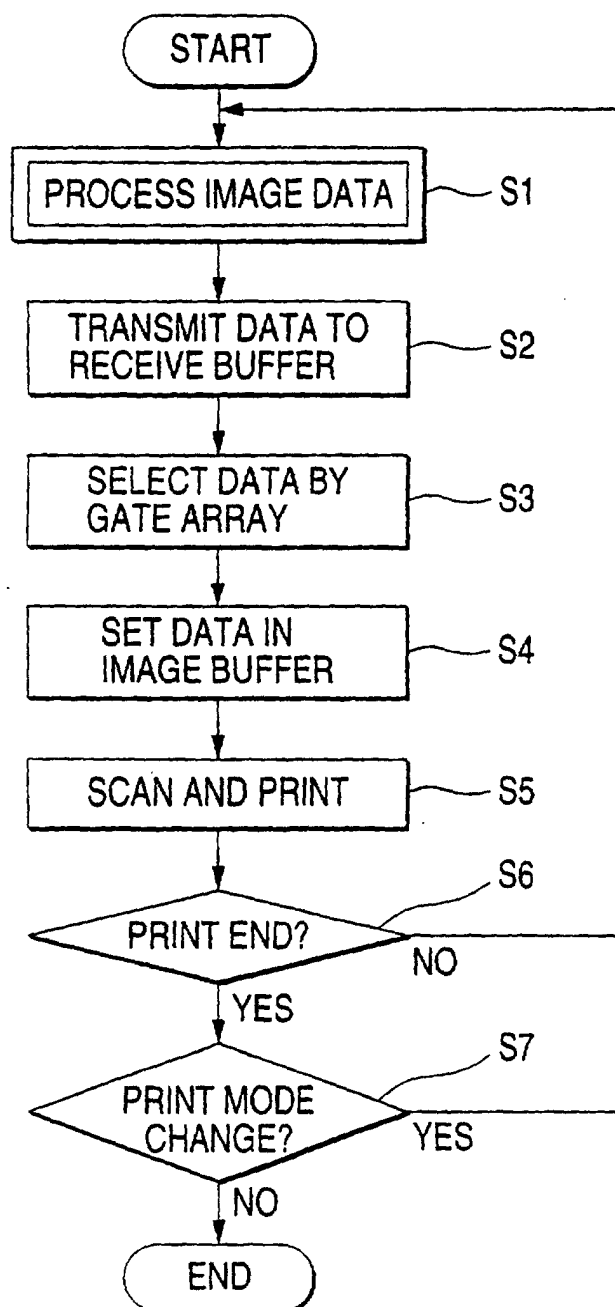 START
PROCESS IMAGE DATA
S1
TRANSMIT DATA TO
RECEIVE BUFFER
S2
SELECT DATA BY
GATE ARRAY
S3
SET DATA IN
IMAGE BUFFER
S4
SCAN AND PRINT
S5
S6
PRINT END?
NO
YES
S7
PRINT MODE
CHANGE?
YES
NO
END